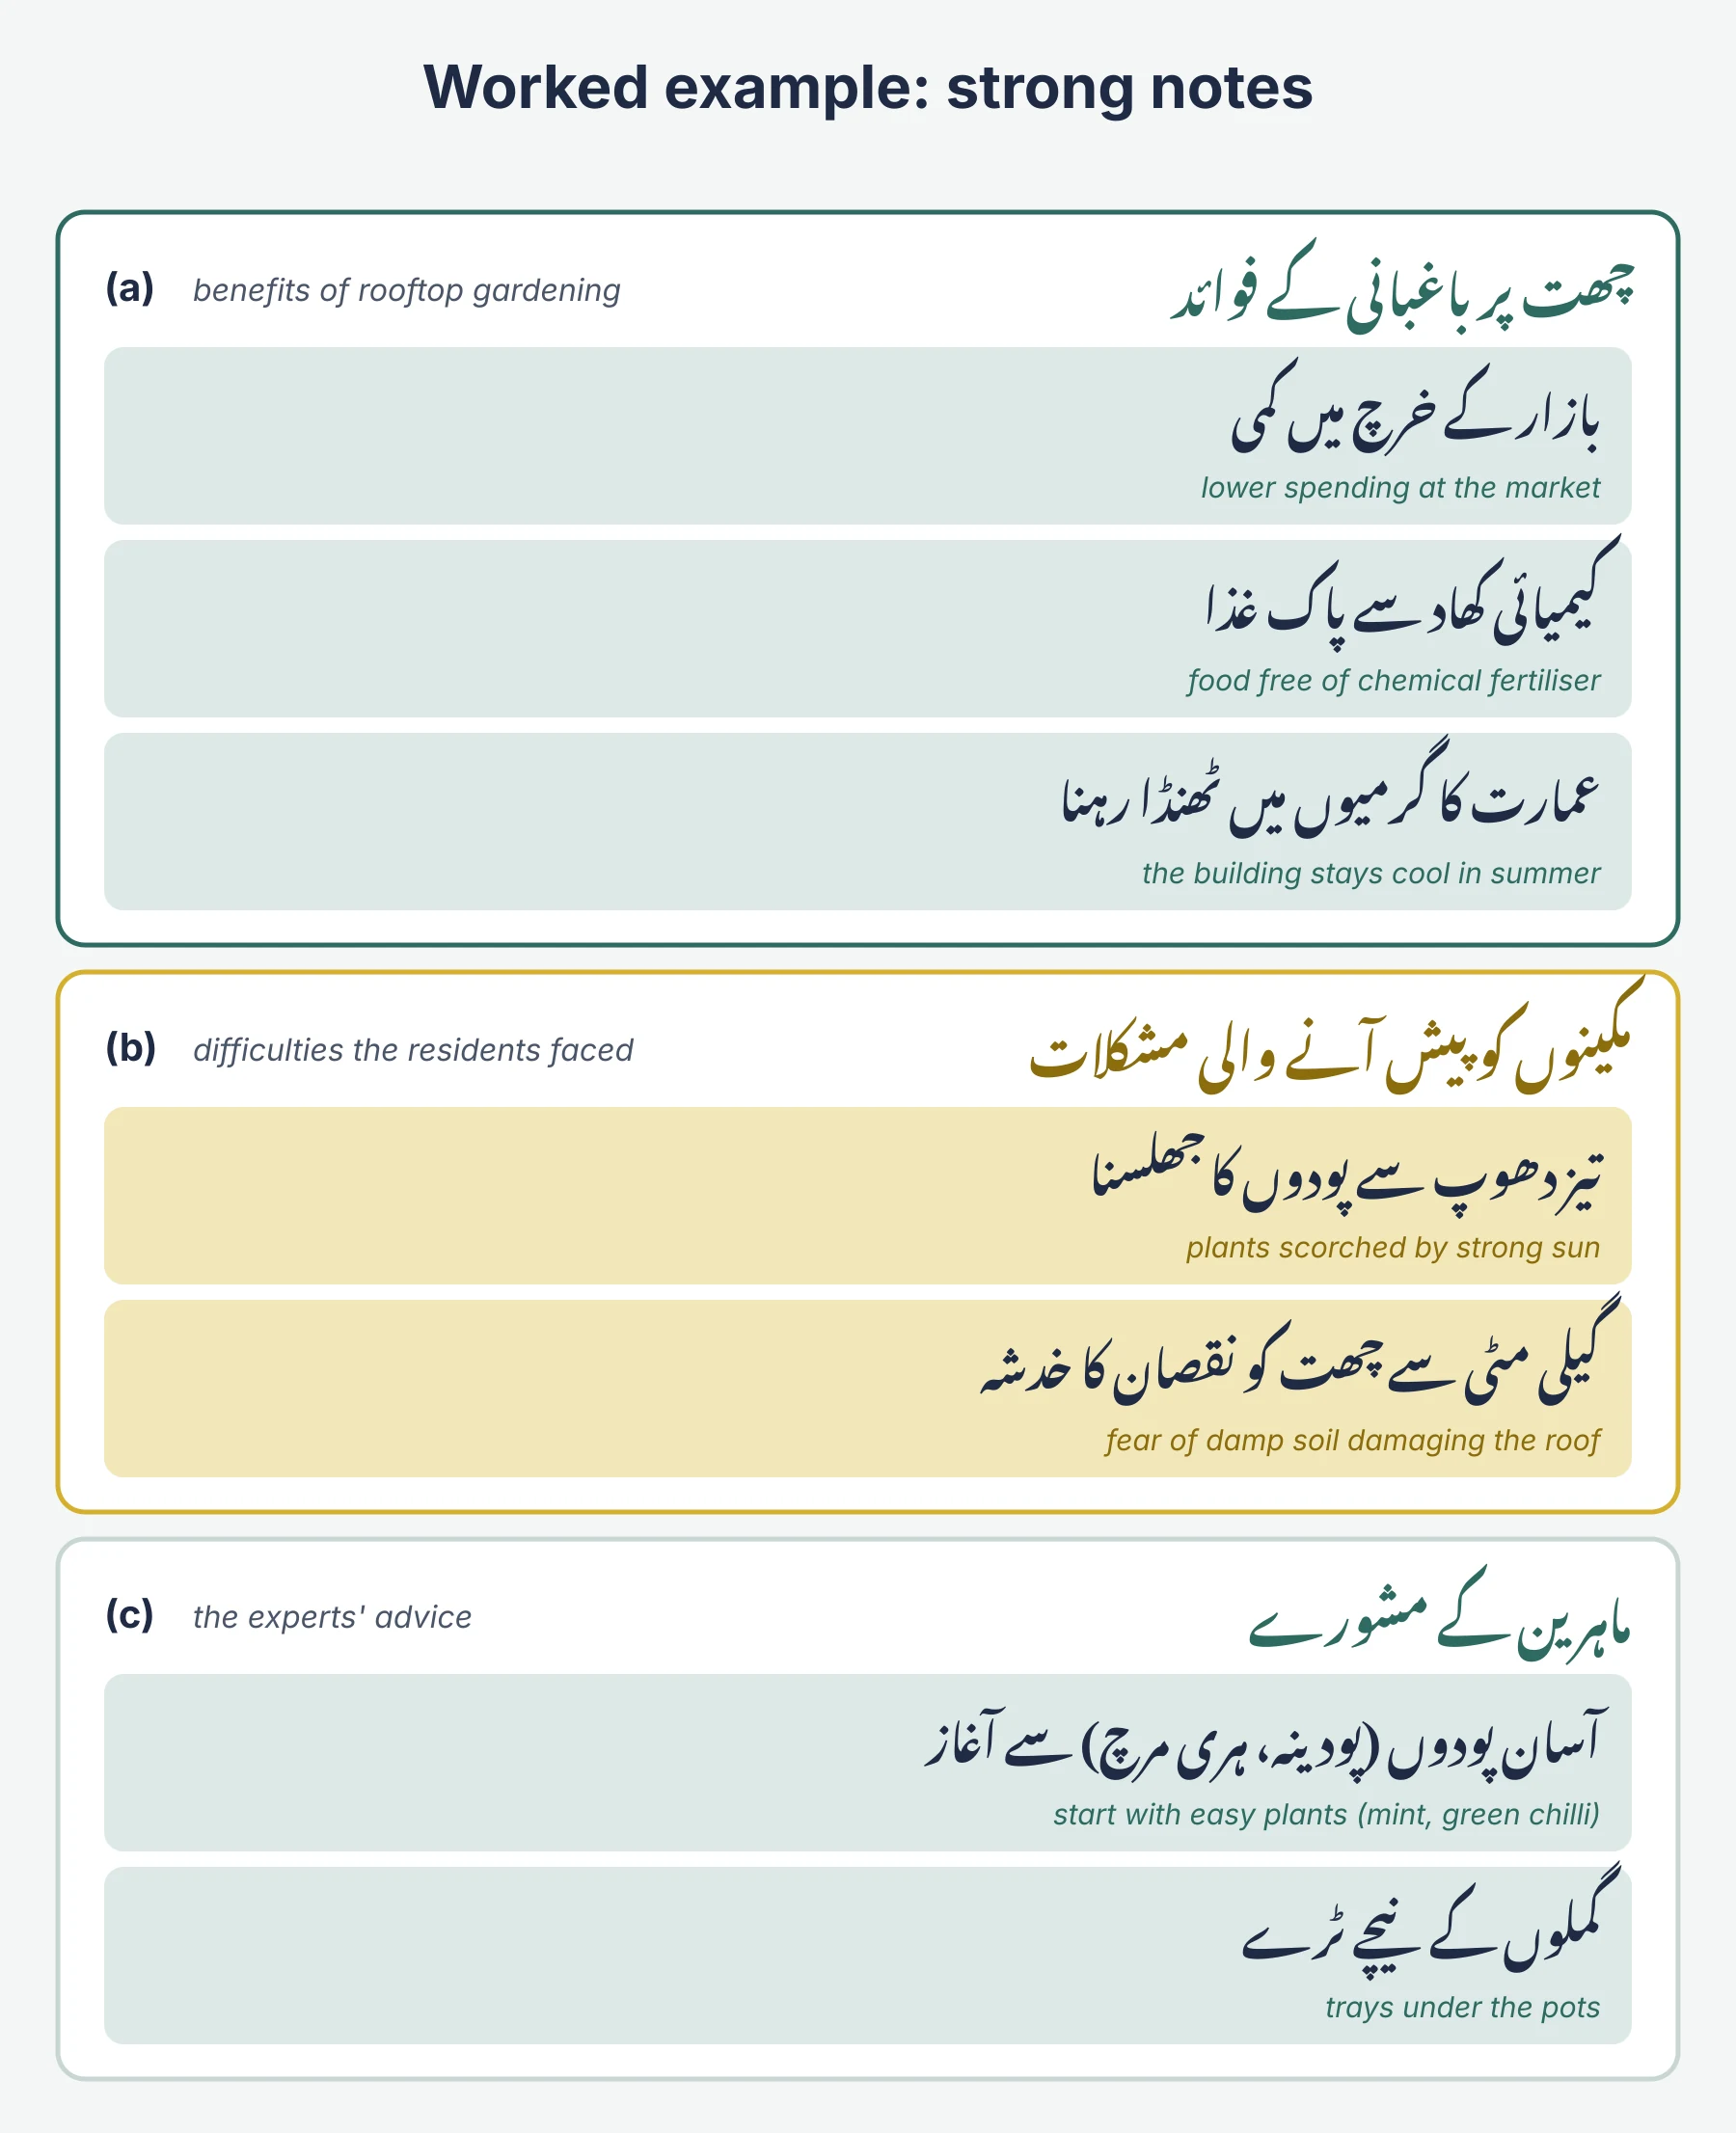 Worked example: strong notes
(a) benefits of rooftop gardening چھت پر باغبانی کے فوائد
بازار کے خرچ میں کمی
lower spending at the market
کیمیائی کھاد سے پاک غذا
food free of chemical fertiliser
عمارت کا گرمیوں میں ٹھنڈا رہنا
the building stays cool in summer
(b) difficulties the residents faced مکینوں کو پیش آنے والی مشکلات
تیز دھوپ سے پودوں کا جھلسنا
plants scorched by strong sun
گیلی مٹی سے چھت کو نقصان کا خدشہ
fear of damp soil damaging the roof
(c) the experts' advice ماہرین کے مشورے
آسان پودوں (پودینہ، ہری مرچ) سے آغاز
start with easy plants (mint, green chilli)
گملوں کے نیچے ٹرے
trays under the pots